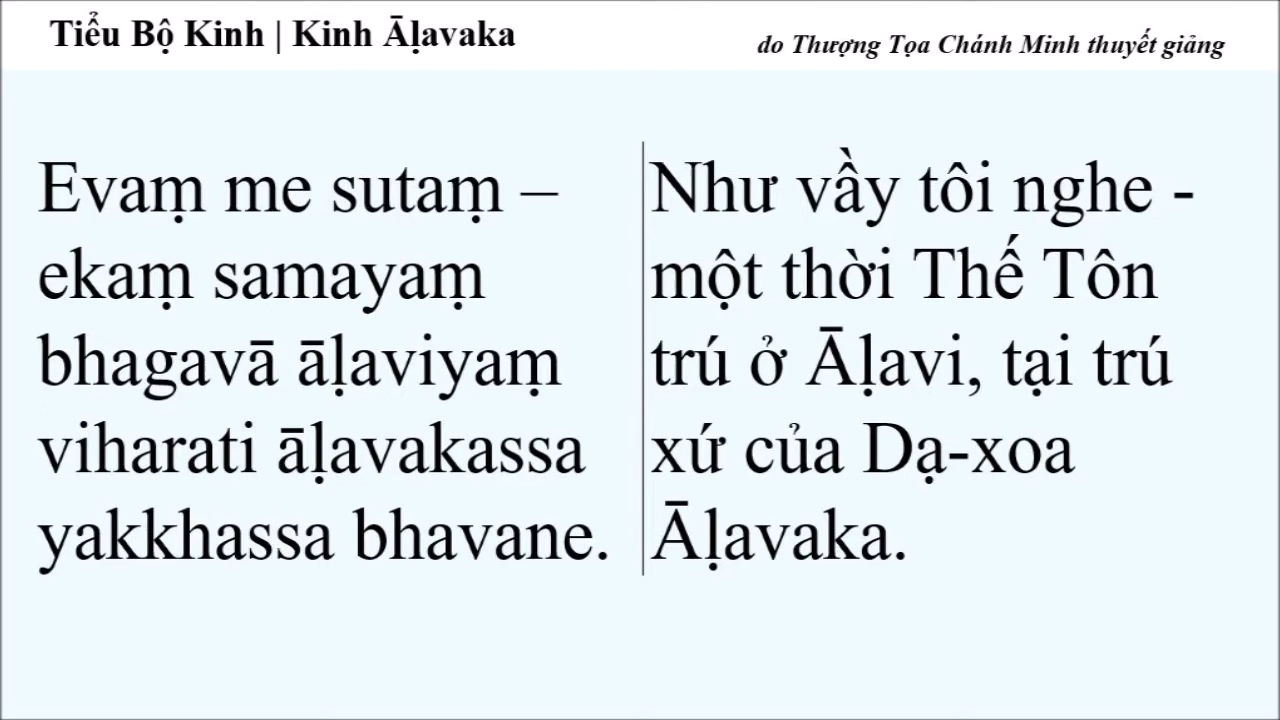 Tiểu Bộ Kinh | Kinh Āḷavaka
do Thượng Tọa Chánh Minh thuyết giảng
Evaṃ me sutaṃ –
ekaṃ samayaṃ
bhagavā āḷaviyaṃ
viharati āḷavakassa
yakkhassa bhavane.
Như vầy tôi nghe -
một thời Thế Tôn
trú ở Āḷavi, tại trú
xứ của Dạ-xoa
Āḷavaka.